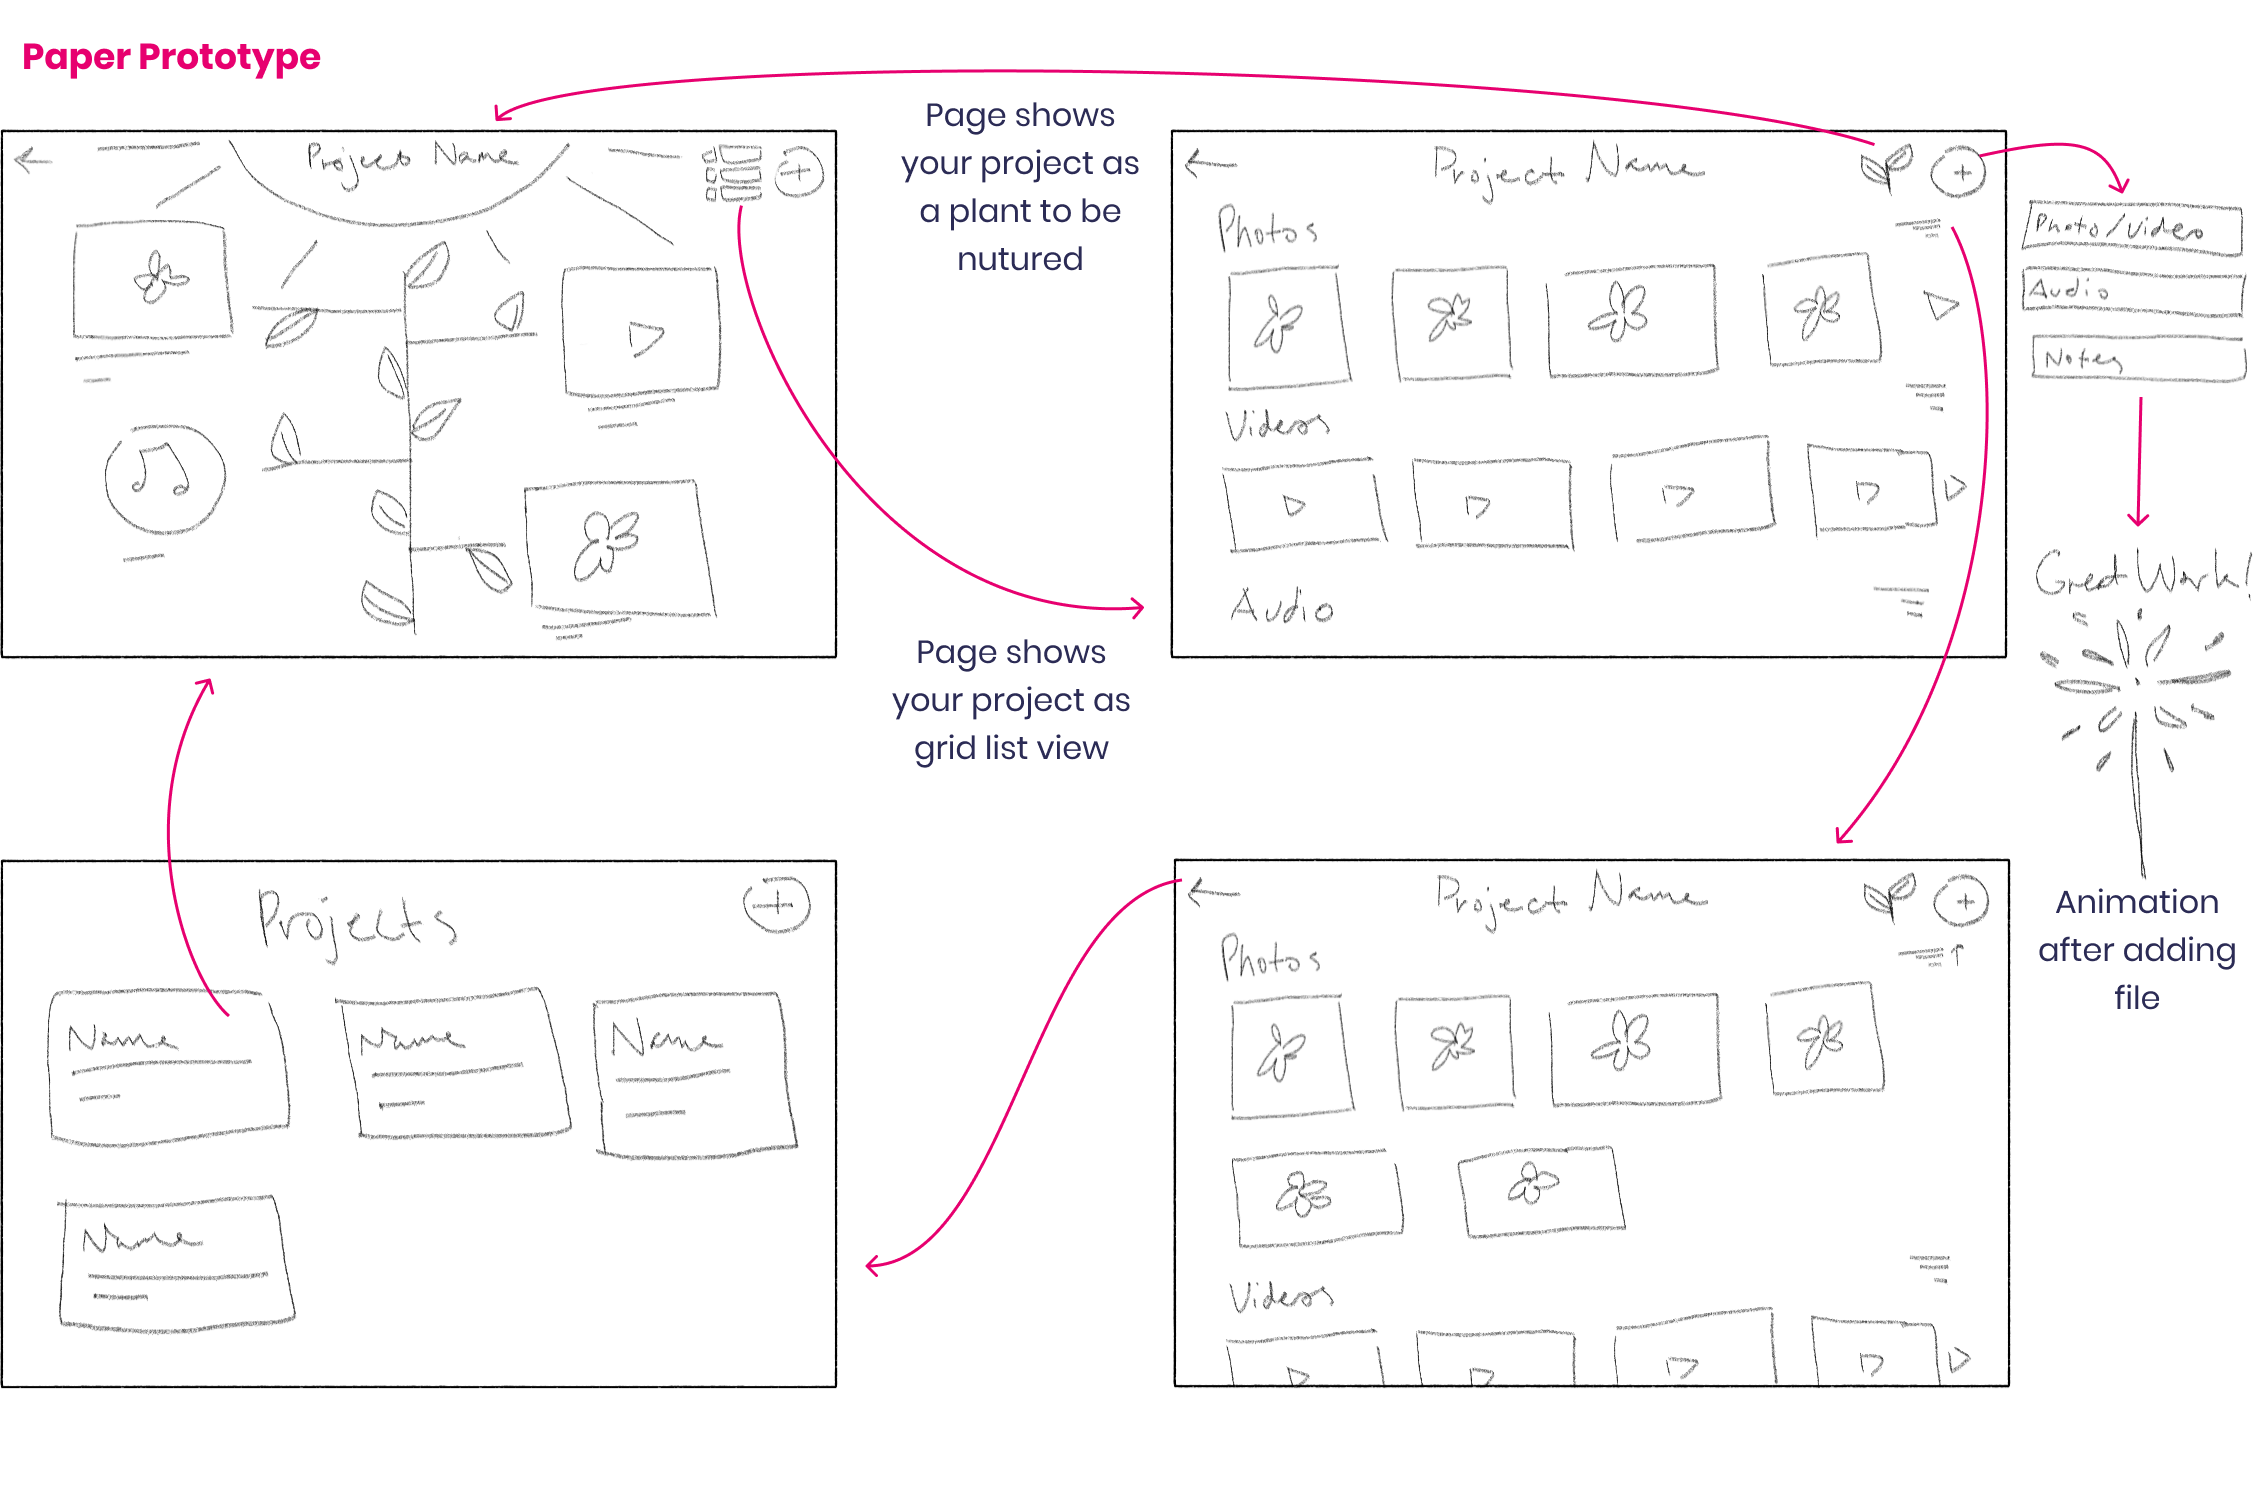 Paper Prototype
Project Name
Page shows
your project as
a plant to be
nutured
Project Name
Photos
Videos
Audio
Photo/Video
Audio
Notes
Great Work!
Page shows
your project as
grid list view
Animation
after adding
file
Projects
Name
Name
Name
Name
Project Name
Photos
Videos